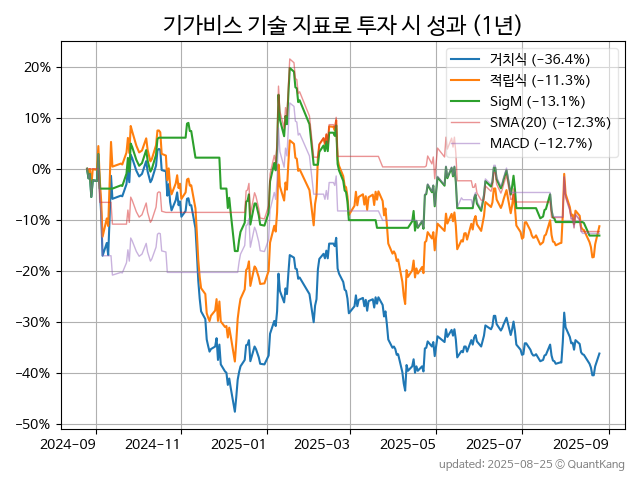 기가비스 기술 지표로 투자 시 성과 (1년)
거치식 (−36.4%)
적립식 (−11.3%)
SigM (−13.1%)
SMA(20) (−12.3%)
MACD (−12.7%)
20%
10%
0%
−10%
−20%
−30%
−40%
−50%
2024-09 2024-11 2025-01 2025-03 2025-05 2025-07 2025-09
updated: 2025-08-25 © QuantKang